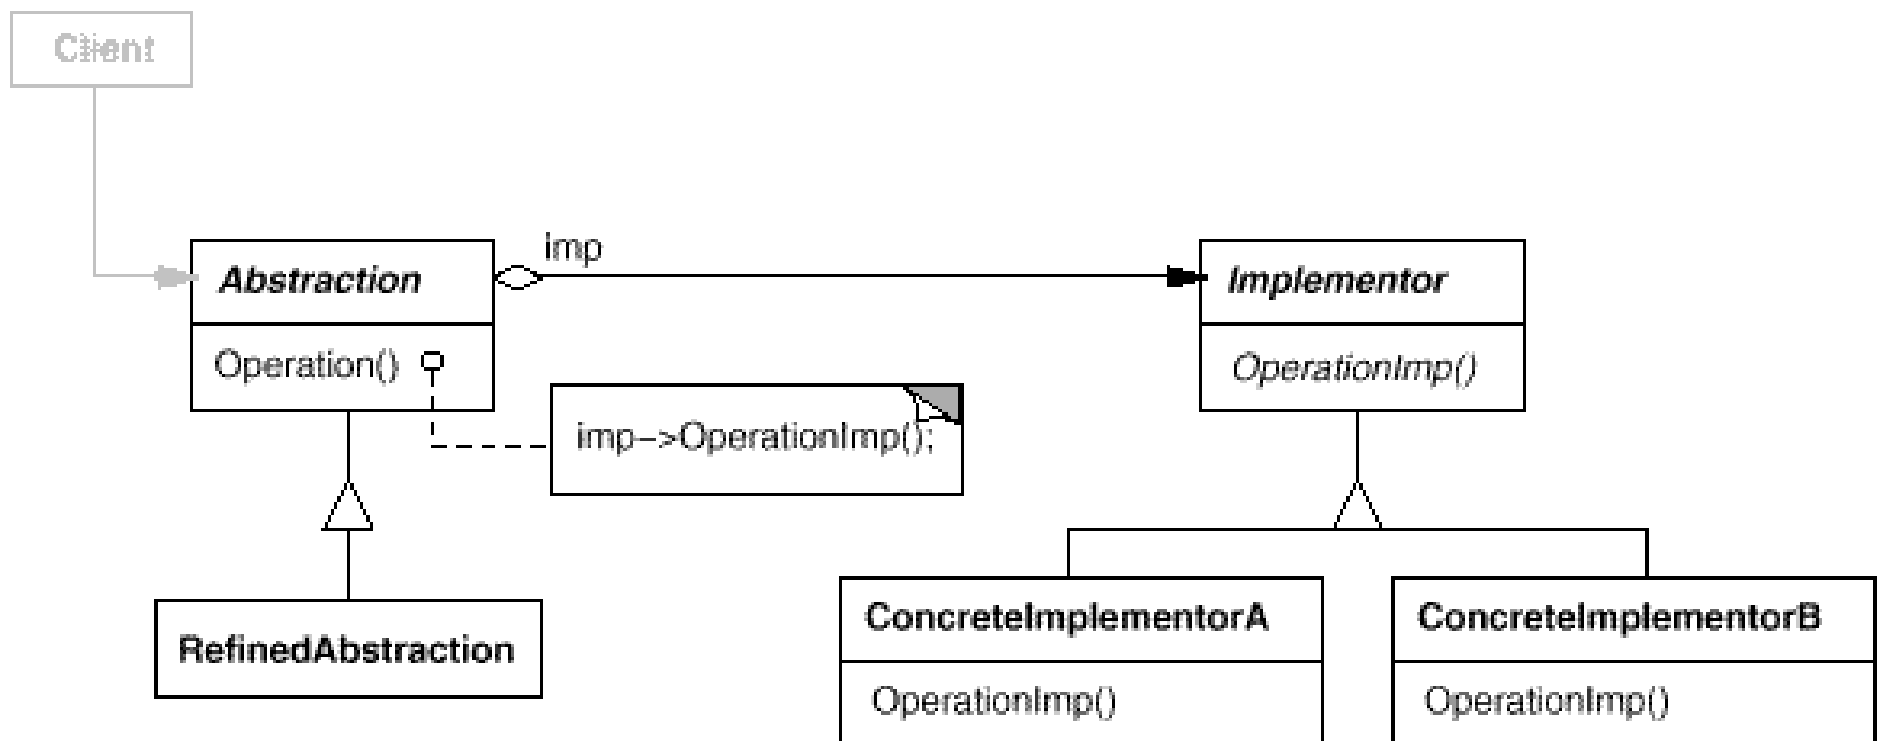 Client
imp
Abstraction
Implementor
Operation()
OperationImp()
imp->OperationImp();
RefinedAbstraction
ConcreteImplementorA
ConcreteImplementorB
OperationImp()
OperationImp()